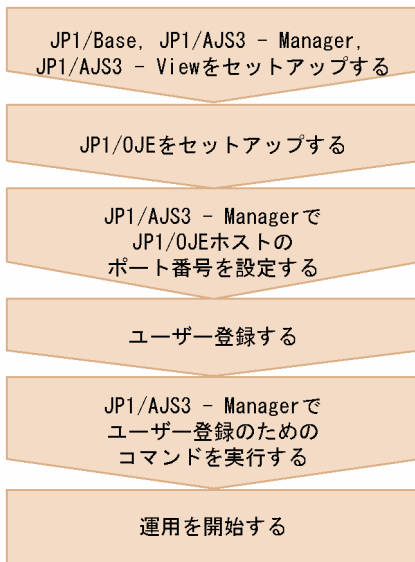 JP1/Base, JP1/AJS3 - Manager,
JP1/AJS3 - Viewをセットアップする
JP1/OJEをセットアップする
JP1/AJS3 - Managerで
JP1/OJEホストの
ポート番号を設定する
ユーザー登録する
JP1/AJS3 - Managerで
ユーザー登録のための
コマンドを実行する
運用を開始する